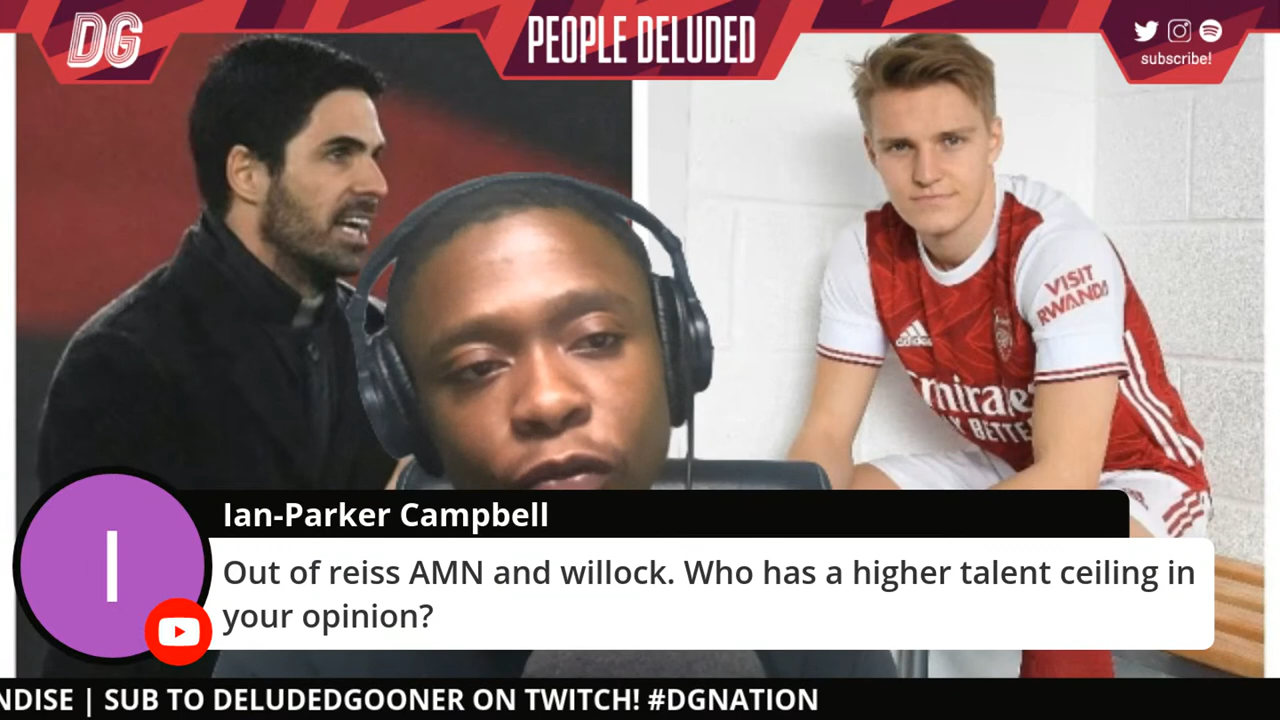 DG
PEOPLE DELUDED
subscribe!
VISIT
RWANDA
adidas
Emirates
FLY BETTER
Ian-Parker Campbell
I
Out of reiss AMN and willock. Who has a higher talent ceiling in
your opinion?
NDISE | SUB TO DELUDEDGOONER ON TWITCH! #DGNATION